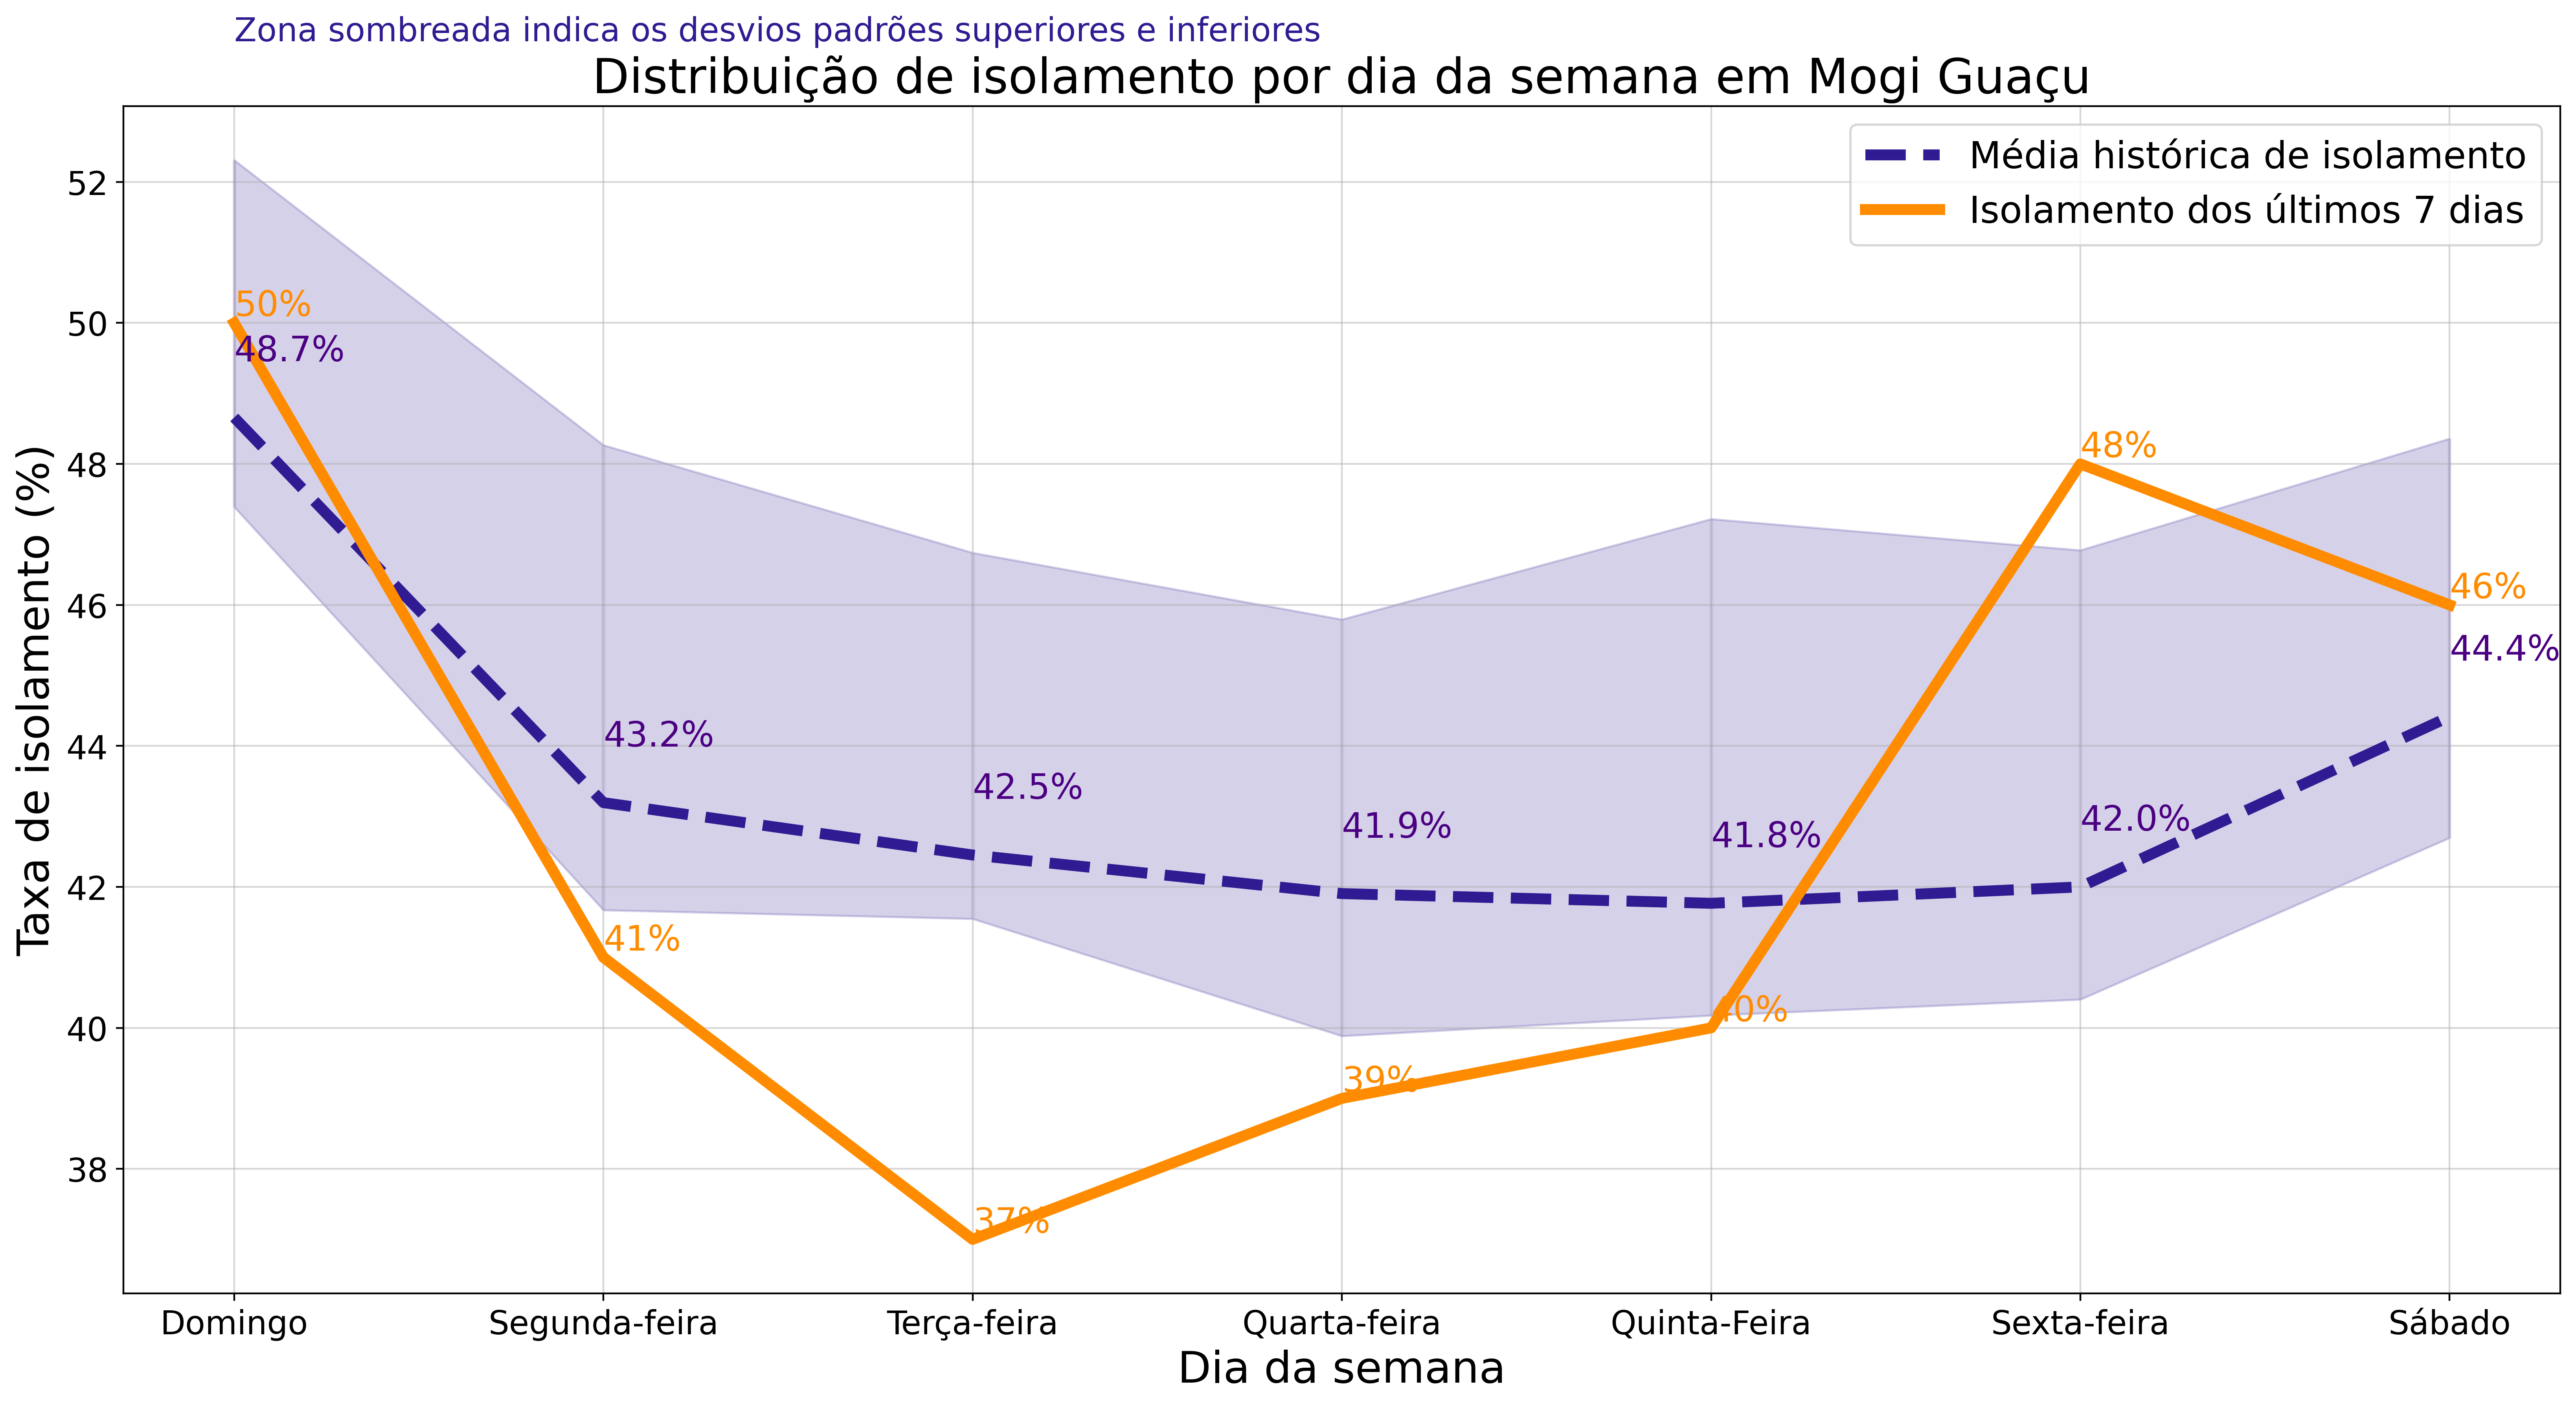 Zona sombreada indica os desvios padrões superiores e inferiores
Distribuição de isolamento por dia da semana em Mogi Guaçu
Média histórica de isolamento
Isolamento dos últimos 7 dias
Taxa de isolamento (%)
52
50
48
46
44
42
40
38
50%
48.7%
43.2%
41%
42.5%
37%
41.9%
39%
41.8%
40%
48%
42.0%
46%
44.4%
Domingo
Segunda-feira
Terça-feira
Quarta-feira
Quinta-Feira
Sexta-feira
Sábado
Dia da semana